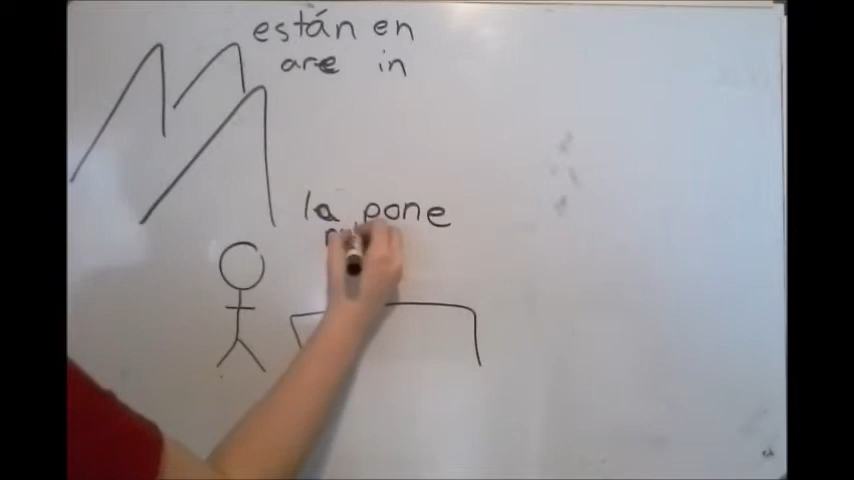 están en
are in
la pone